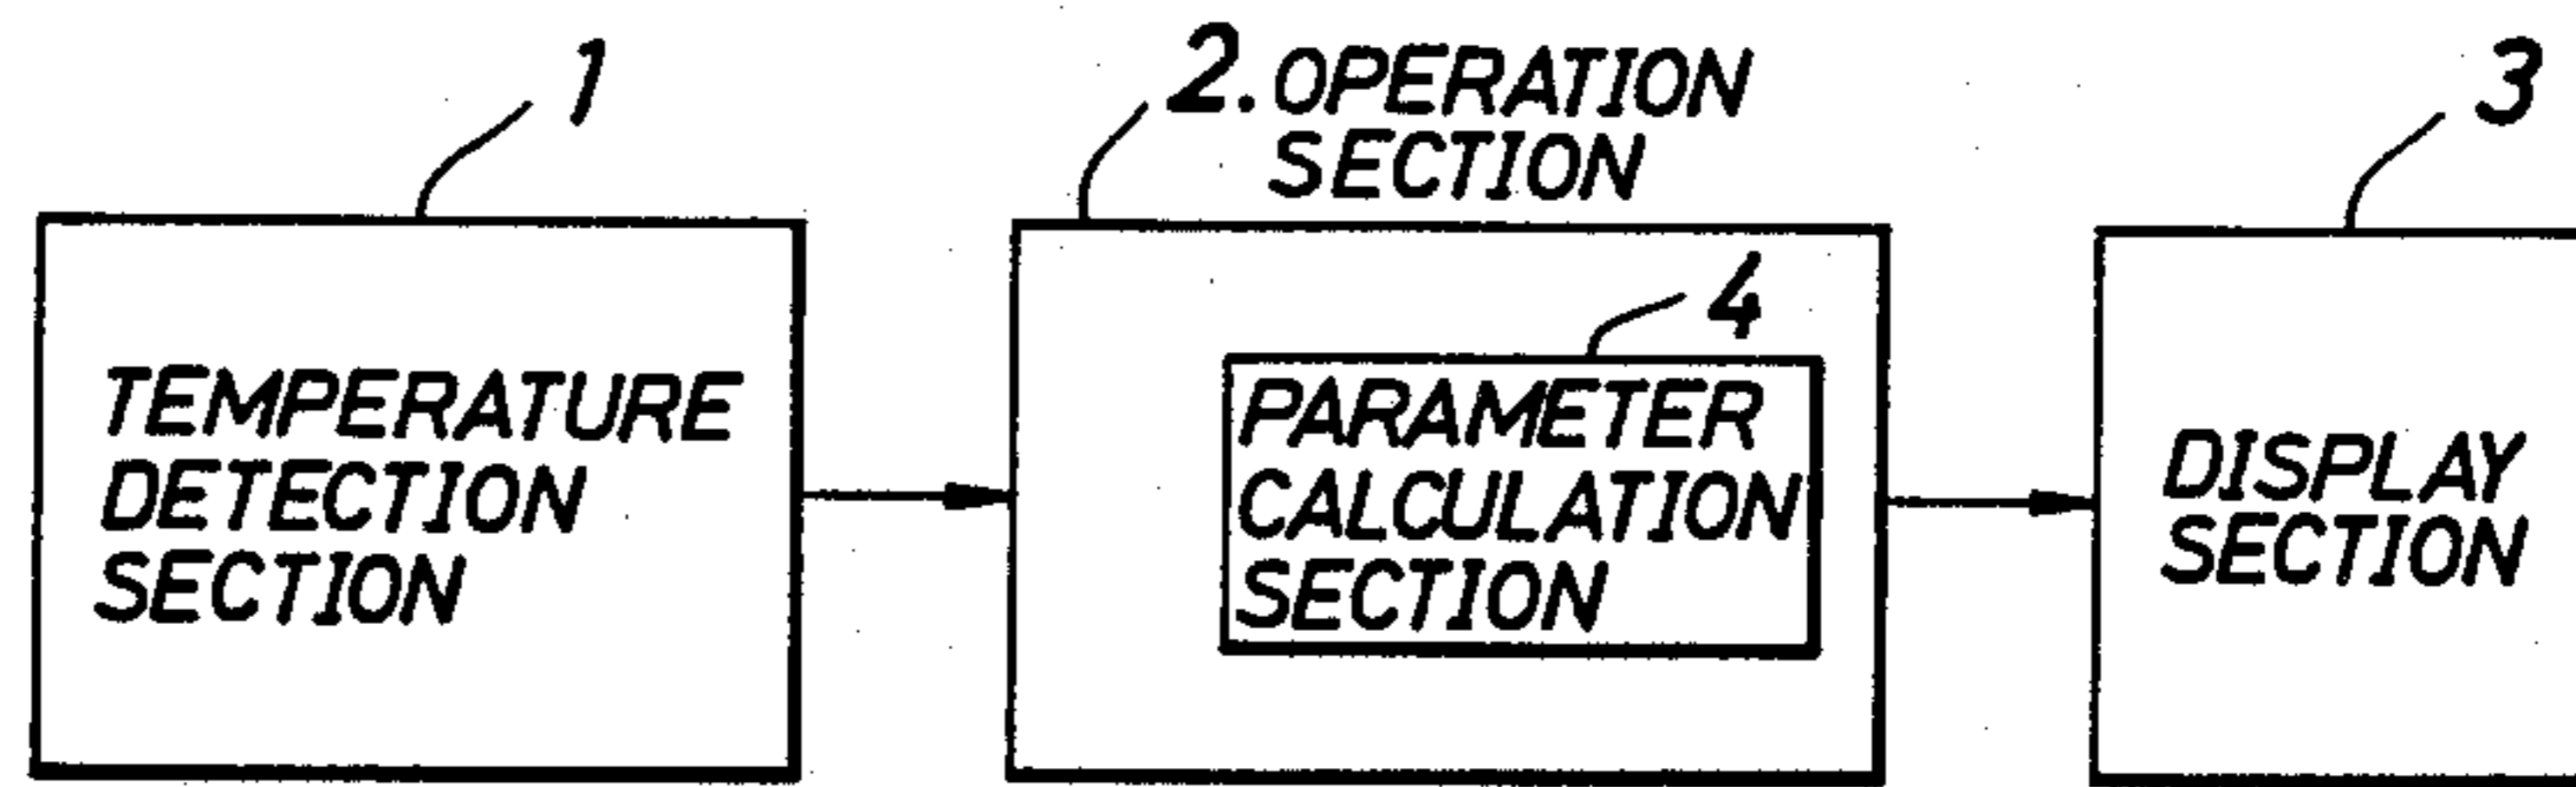 1
2. OPERATION
SECTION
3
4
TEMPERATURE
DETECTION
SECTION
PARAMETER
CALCULATION
SECTION
DISPLAY
SECTION